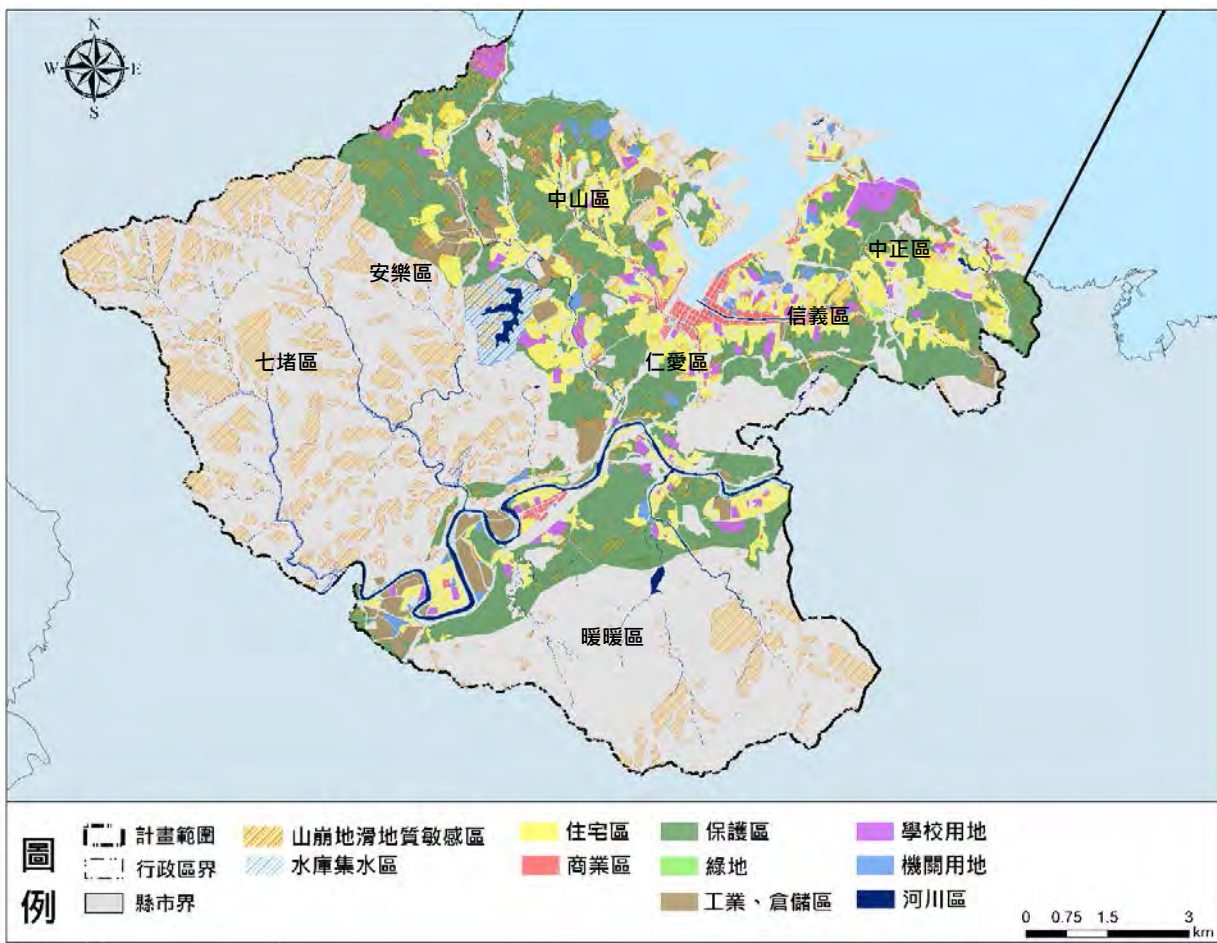 N
W E
S
中山區
中正區
安樂區
信義區
七堵區
仁愛區
暖暖區
圖例
計畫範圍
行政區界
縣市界
山崩地滑地質敏感區
水庫集水區
住宅區
商業區
保護區
綠地
工業、倉儲區
學校用地
機關用地
河川區
0 0.75 1.5 3
km